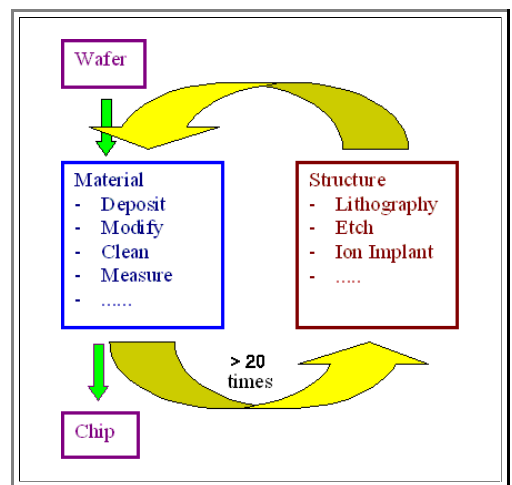 Wafer
Material
- Deposit
- Modify
- Clean
- Measure
- ......
Structure
- Lithography
- Etch
- Ion Implant
- .....
> 20
times
Chip